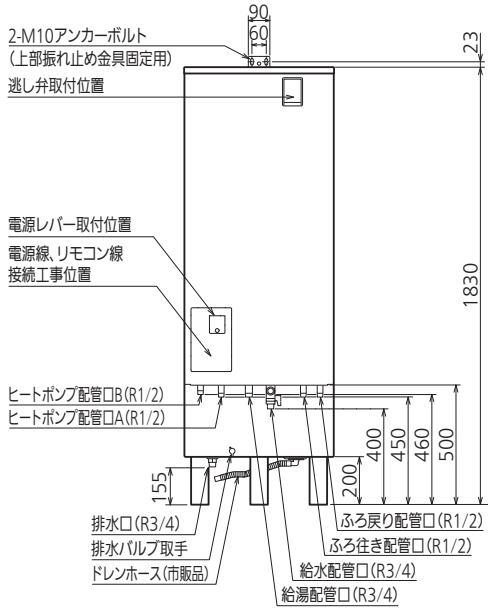 90
60
23
2-M10アンカーボルト
(上部振れ止め金具固定用)
逃し弁取付位置
電源レバー取付位置
電源線、リモコン線
接続工事位置
1830
ヒートポンプ配管口B(R1/2)
ヒートポンプ配管口A(R1/2)
155
200
400
450
460
500
排水口(R3/4)
排水バルブ取手
ドレンホース(市販品)
ふろ戻り配管口(R1/2)
ふろ往き配管口(R1/2)
給水配管口(R3/4)
給湯配管口(R3/4)